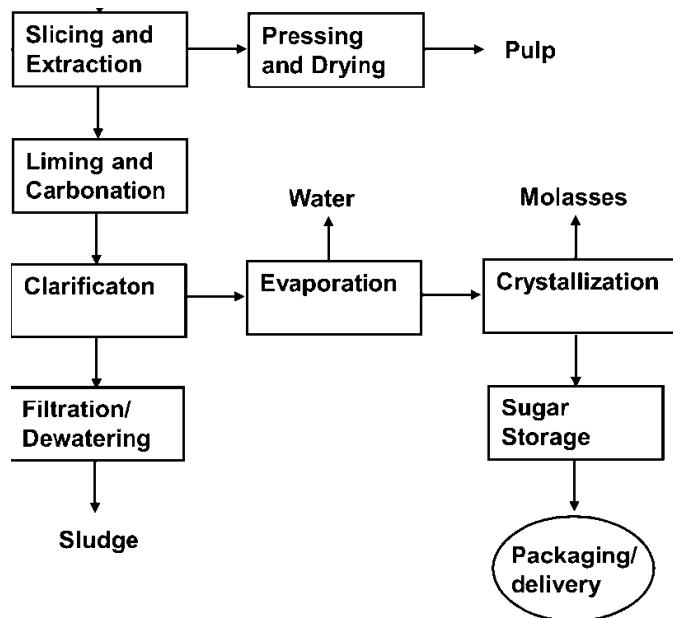 Slicing and
Extraction
Pressing
and Drying
Pulp
Liming and
Carbonation
Water
Molasses
Clarificaton
Evaporation
Crystallization
Filtration/
Dewatering
Sugar
Storage
Sludge
Packaging/
delivery